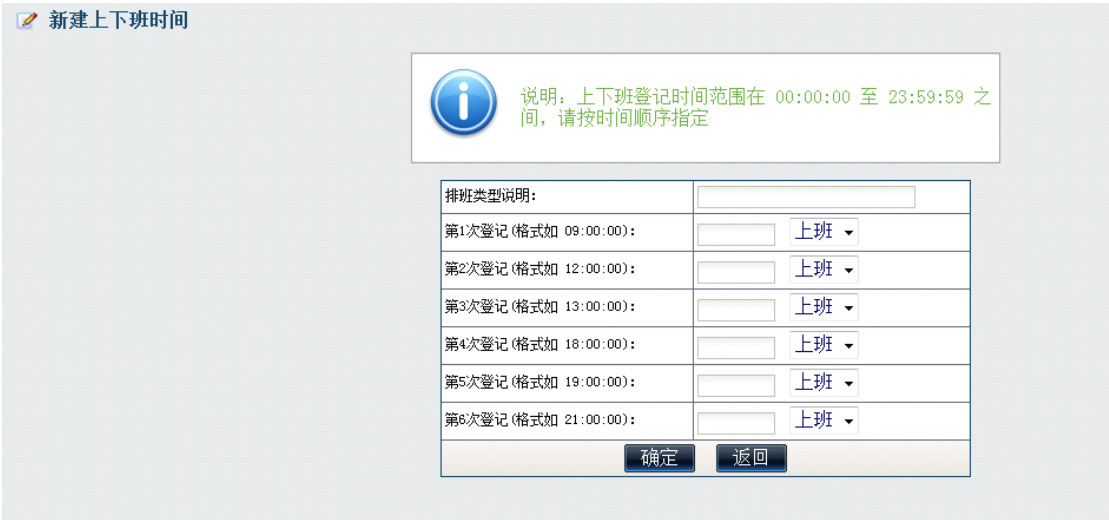 新建上下班时间
说明：上下班登记时间范围在 00:00:00 至 23:59:59 之
间，请按时间顺序指定
排班类型说明：
第1次登记(格式如 09:00:00)： 上班
第2次登记(格式如 12:00:00)： 上班
第3次登记(格式如 13:00:00)： 上班
第4次登记(格式如 18:00:00)： 上班
第5次登记(格式如 19:00:00)： 上班
第6次登记(格式如 21:00:00)： 上班
确定 返回